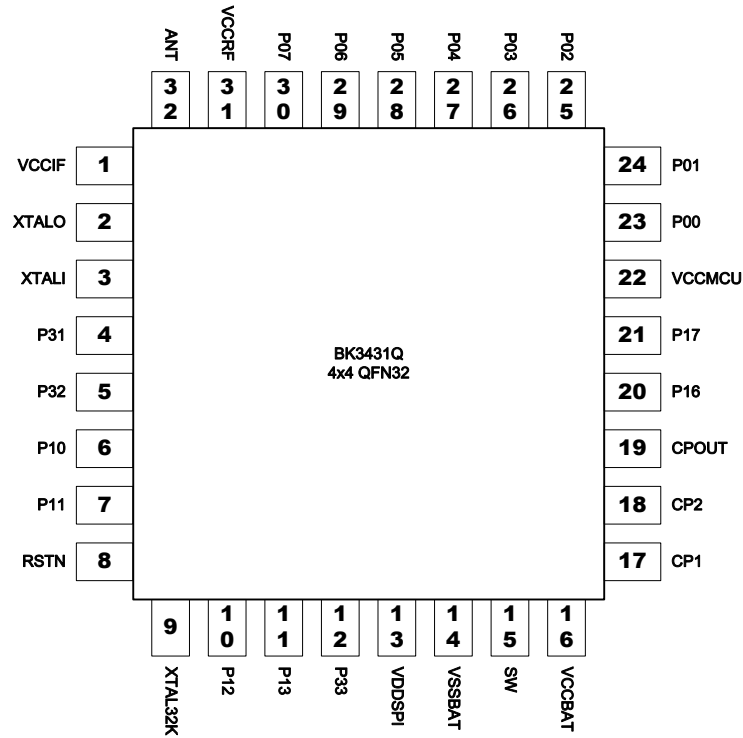 ANT
VCCRF
P07
P06
P05
P04
P03
P02
32
31
30
29
28
27
26
25
VCCIF 1
XTALO 2
XTALI 3
P31 4
P32 5
P10 6
P11 7
RSTN 8
24 P01
23 P00
22 VCCMCU
21 P17
20 P16
19 CPOUT
18 CP2
17 CP1
BK3431Q
4x4 QFN32
9
10
11
12
13
14
15
16
XTAL32K
P12
P13
P33
VDDSPI
VSSBAT
SW
VCCBAT